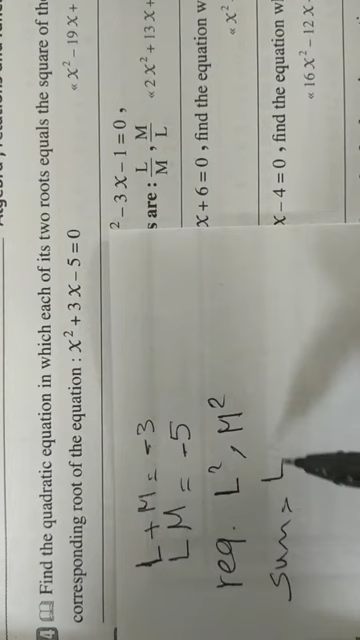 4 Find the quadratic equation in which each of its two roots equals the square of the
corresponding root of the equation : x² + 3 x − 5 = 0
« x² − 19 x +
² − 3 x − 1 = 0 ,
s are : L/M , M/L
« 2 x² + 13 x +
x + 6 = 0 , find the equation w
« x²
x − 4 = 0 , find the equation w
« 16 x² − 12 x
L + M = -3
L M = -5
req. L², M²
Sum > L